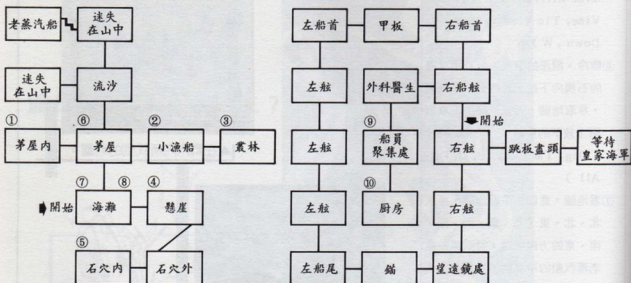 老蒸汽船
迷失
在山中
迷失
在山中
流沙
①
茅屋內
⑥
茅屋
②
小漁船
③
叢林
開始
⑦
海灘
⑧
④
懸崖
⑤
石穴內
石穴外
左船首
甲板
右船首
左舷
外科醫生
右船舷
開始
左舷
⑨
船員
聚集處
右舷
跳板盡頭
等待
皇家海軍
左舷
⑩
厨房
右舷
左船尾
錨
望遠鏡處